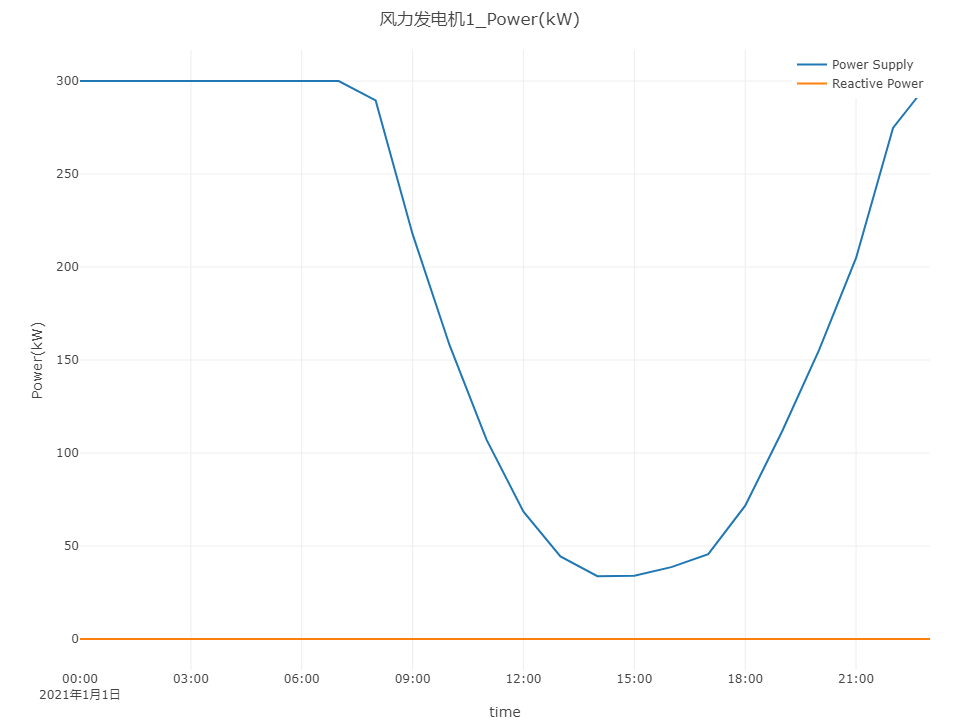 风力发电机1_Power(kW)
Power Supply
Reactive Power
Power(kW)
300
250
200
150
100
50
0
00:00 03:00 06:00 09:00 12:00 15:00 18:00 21:00
2021年1月1日
time